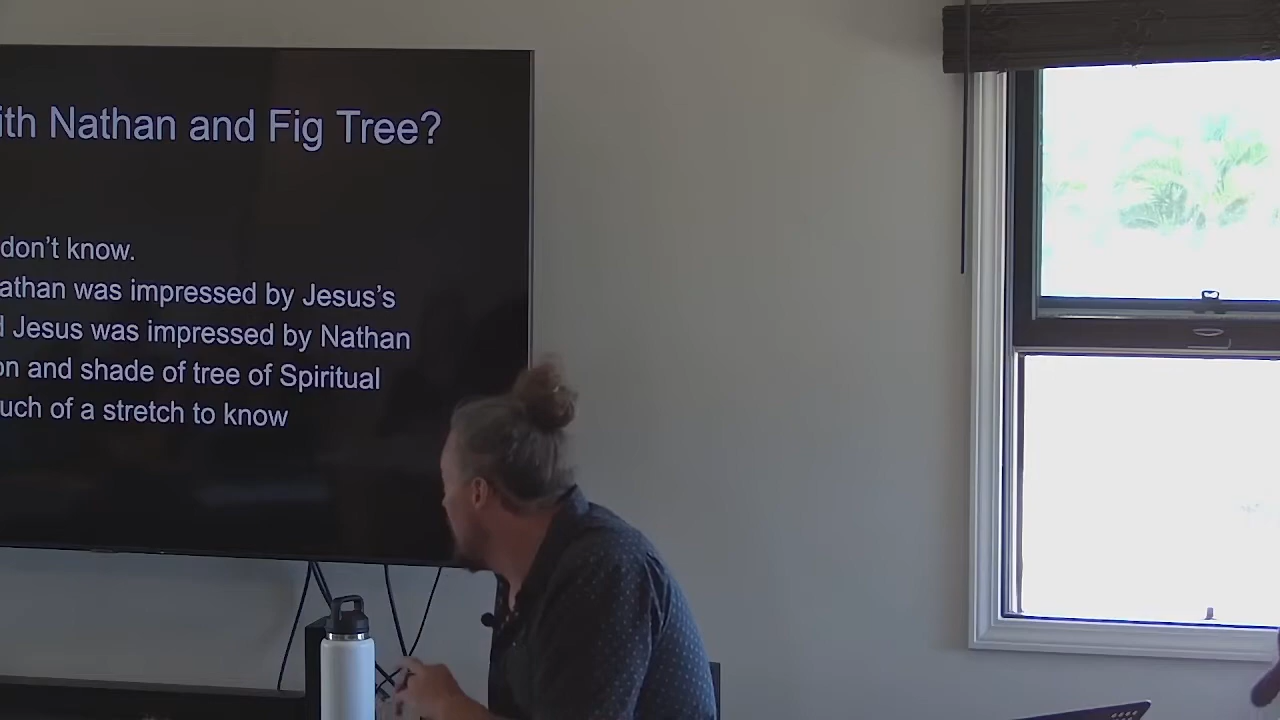 ith Nathan and Fig Tree?
don't know.
athan was impressed by Jesus's
d Jesus was impressed by Nathan
on and shade of tree of Spiritual
uch of a stretch to know